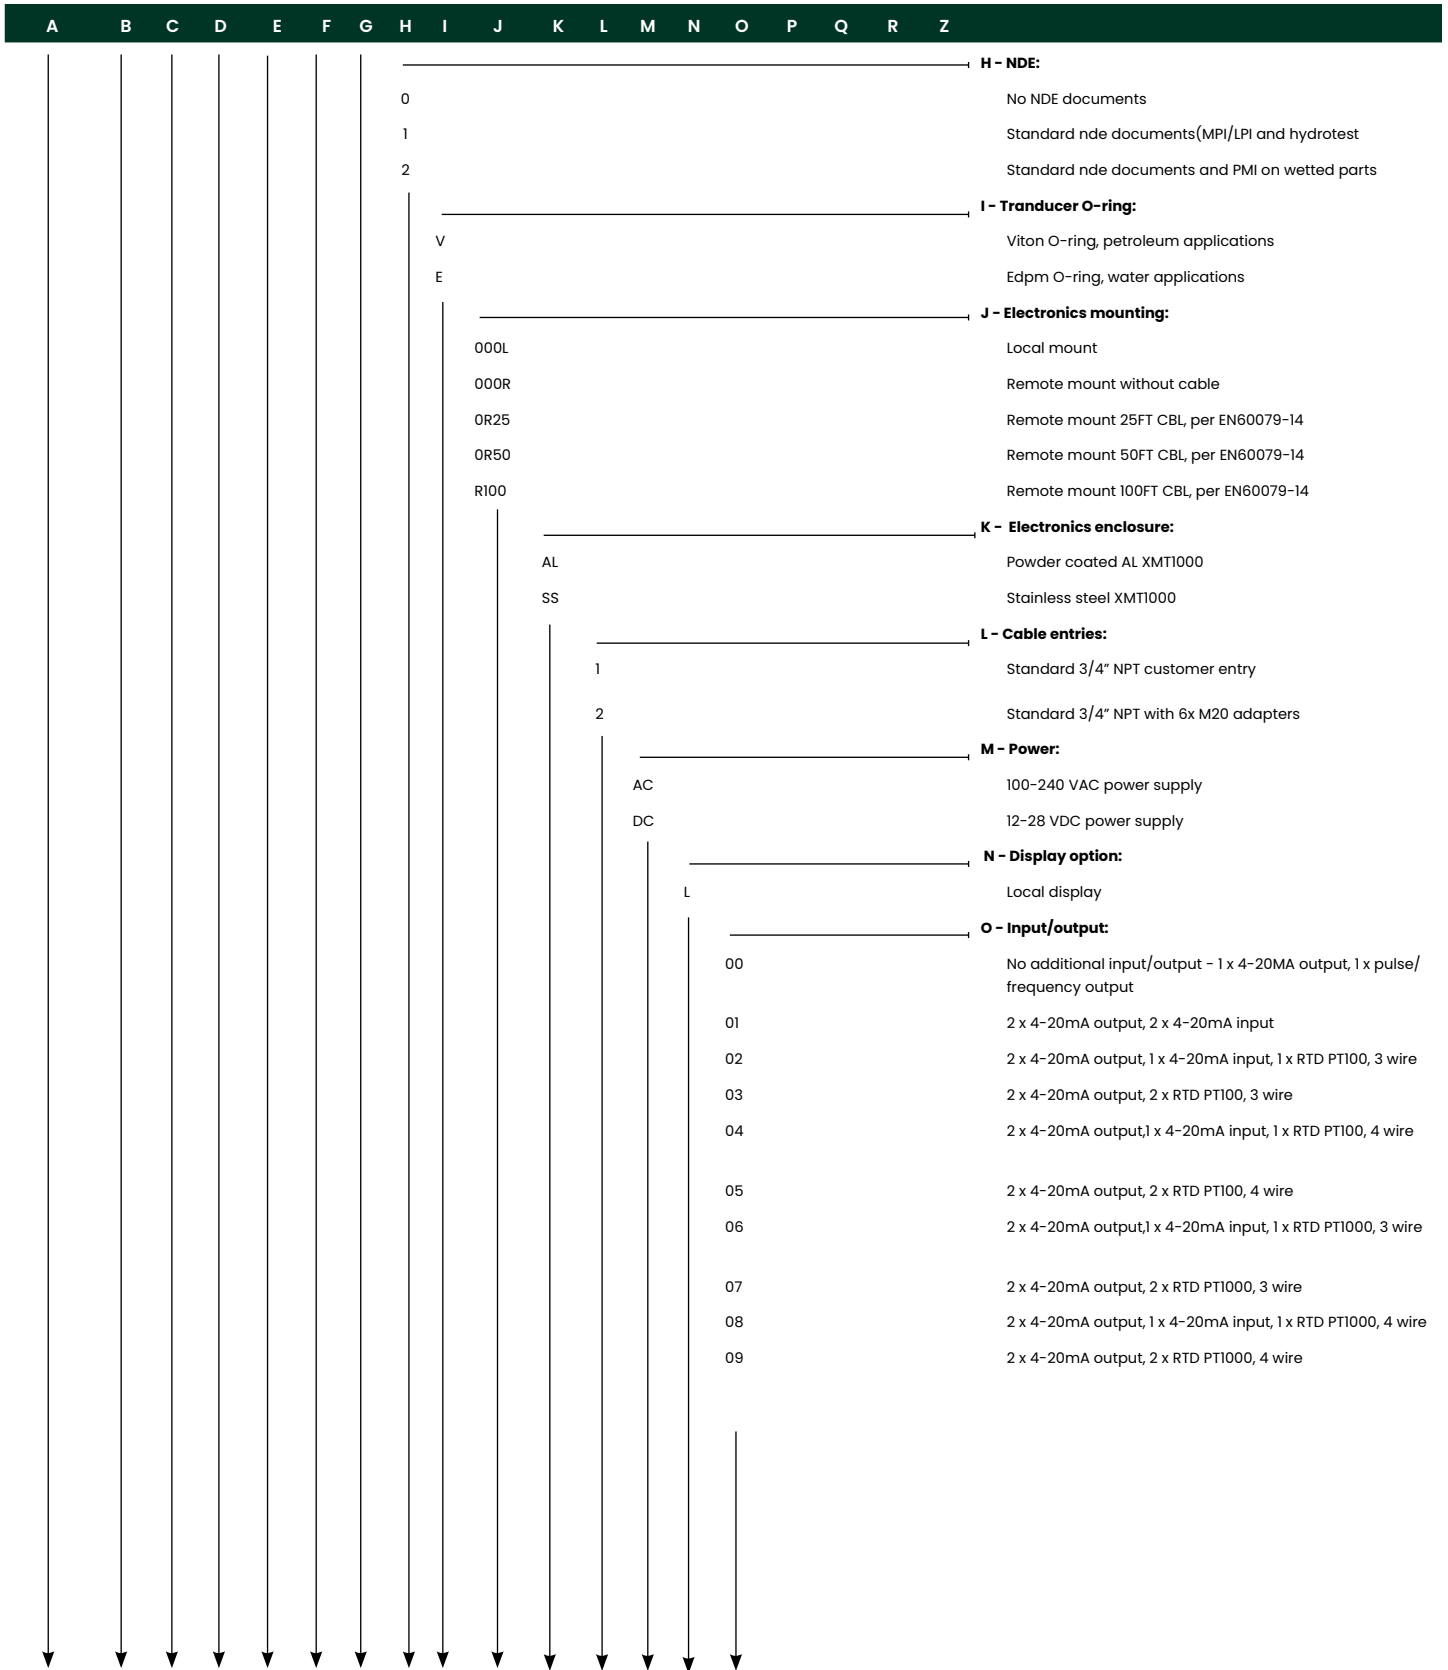 A B C D E F G H I J K L M N O P Q R Z
H - NDE:
0 No NDE documents
1 Standard nde documents(MPI/LPI and hydrotest
2 Standard nde documents and PMI on wetted parts
I - Tranducer O-ring:
V Viton O-ring, petroleum applications
E Edpm O-ring, water applications
J - Electronics mounting:
000L Local mount
000R Remote mount without cable
0R25 Remote mount 25FT CBL, per EN60079-14
0R50 Remote mount 50FT CBL, per EN60079-14
R100 Remote mount 100FT CBL, per EN60079-14
K - Electronics enclosure:
AL Powder coated AL XMT1000
SS Stainless steel XMT1000
L - Cable entries:
1 Standard 3/4” NPT customer entry
2 Standard 3/4” NPT with 6x M20 adapters
M - Power:
AC 100-240 VAC power supply
DC 12-28 VDC power supply
N - Display option:
L Local display
O - Input/output:
00 No additional input/output - 1 x 4-20MA output, 1 x pulse/
frequency output
01 2 x 4-20mA output, 2 x 4-20mA input
02 2 x 4-20mA output, 1 x 4-20mA input, 1 x RTD PT100, 3 wire
03 2 x 4-20mA output, 2 x RTD PT100, 3 wire
04 2 x 4-20mA output,1 x 4-20mA input, 1 x RTD PT100, 4 wire
05 2 x 4-20mA output, 2 x RTD PT100, 4 wire
06 2 x 4-20mA output,1 x 4-20mA input, 1 x RTD PT1000, 3 wire
07 2 x 4-20mA output, 2 x RTD PT1000, 3 wire
08 2 x 4-20mA output, 1 x 4-20mA input, 1 x RTD PT1000, 4 wire
09 2 x 4-20mA output, 2 x RTD PT1000, 4 wire